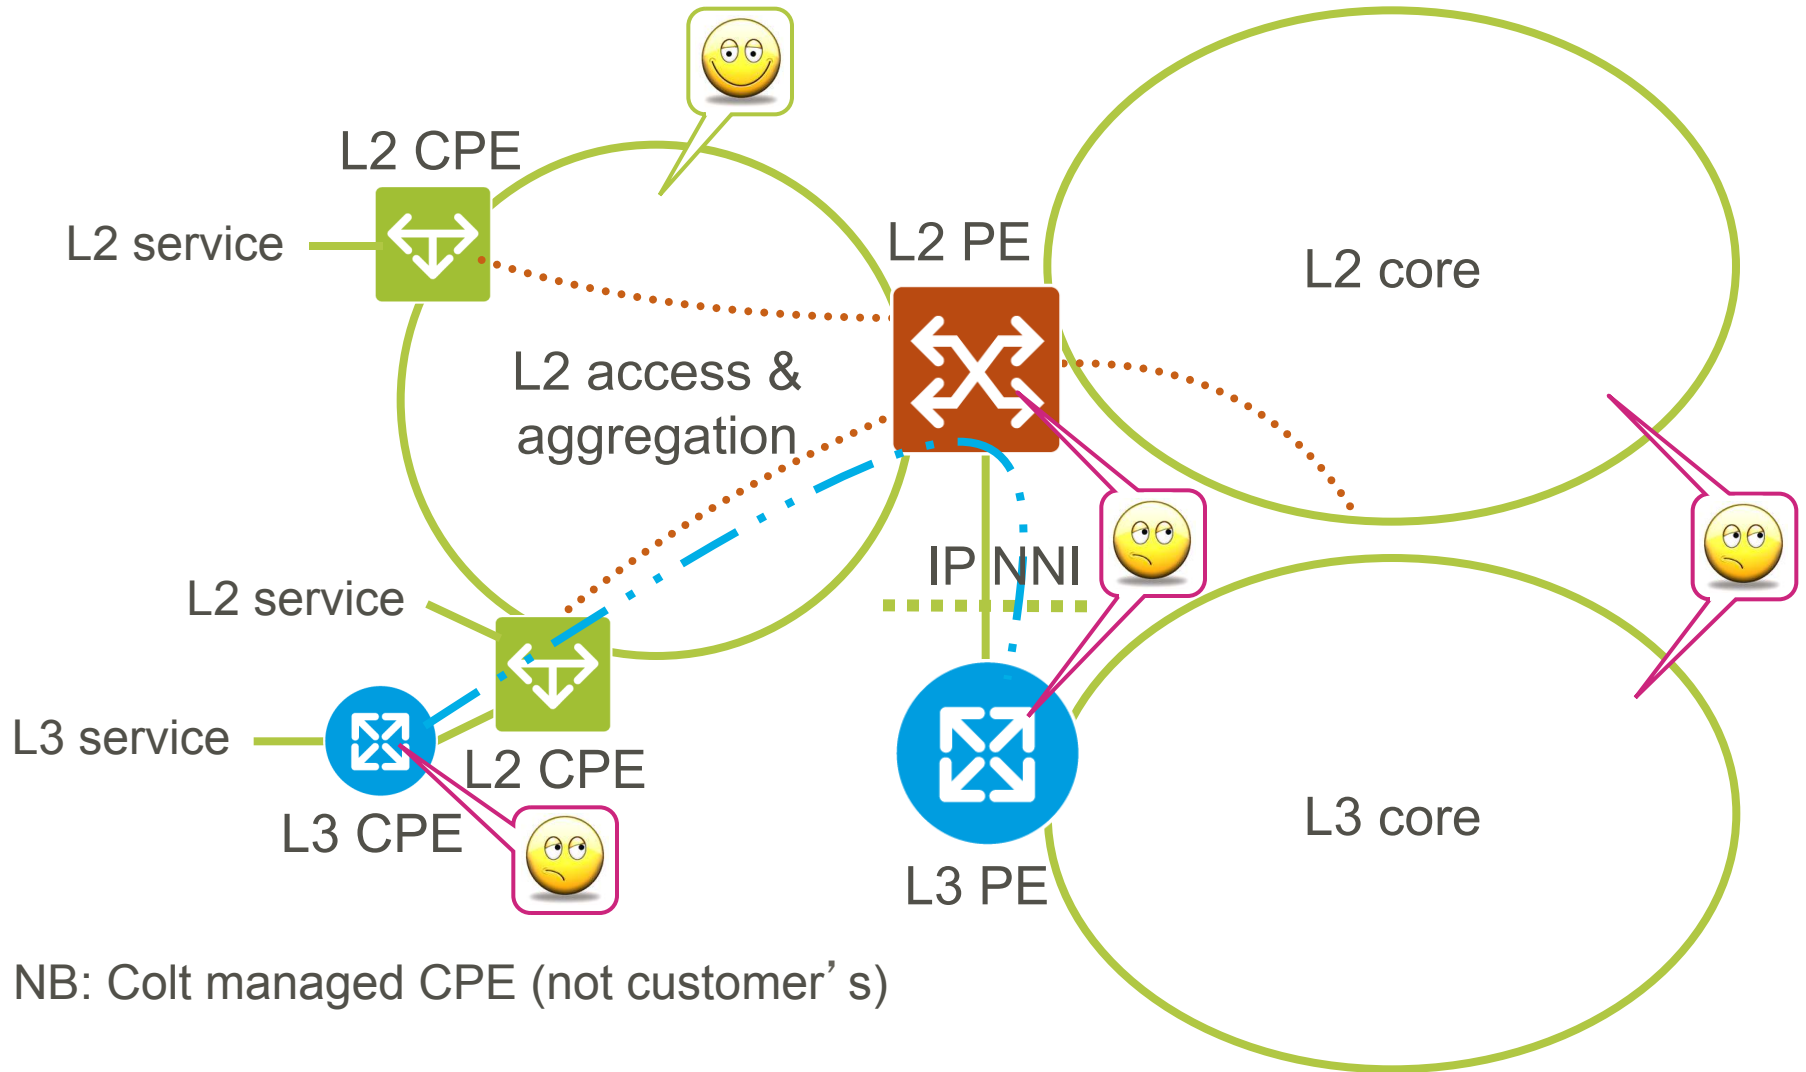 L2 CPE
L2 service
L2 PE
L2 core
L2 access &
aggregation
IP NNI
L2 service
L3 service
L2 CPE
L3 CPE
L3 core
L3 PE
NB: Colt managed CPE (not customer’s)